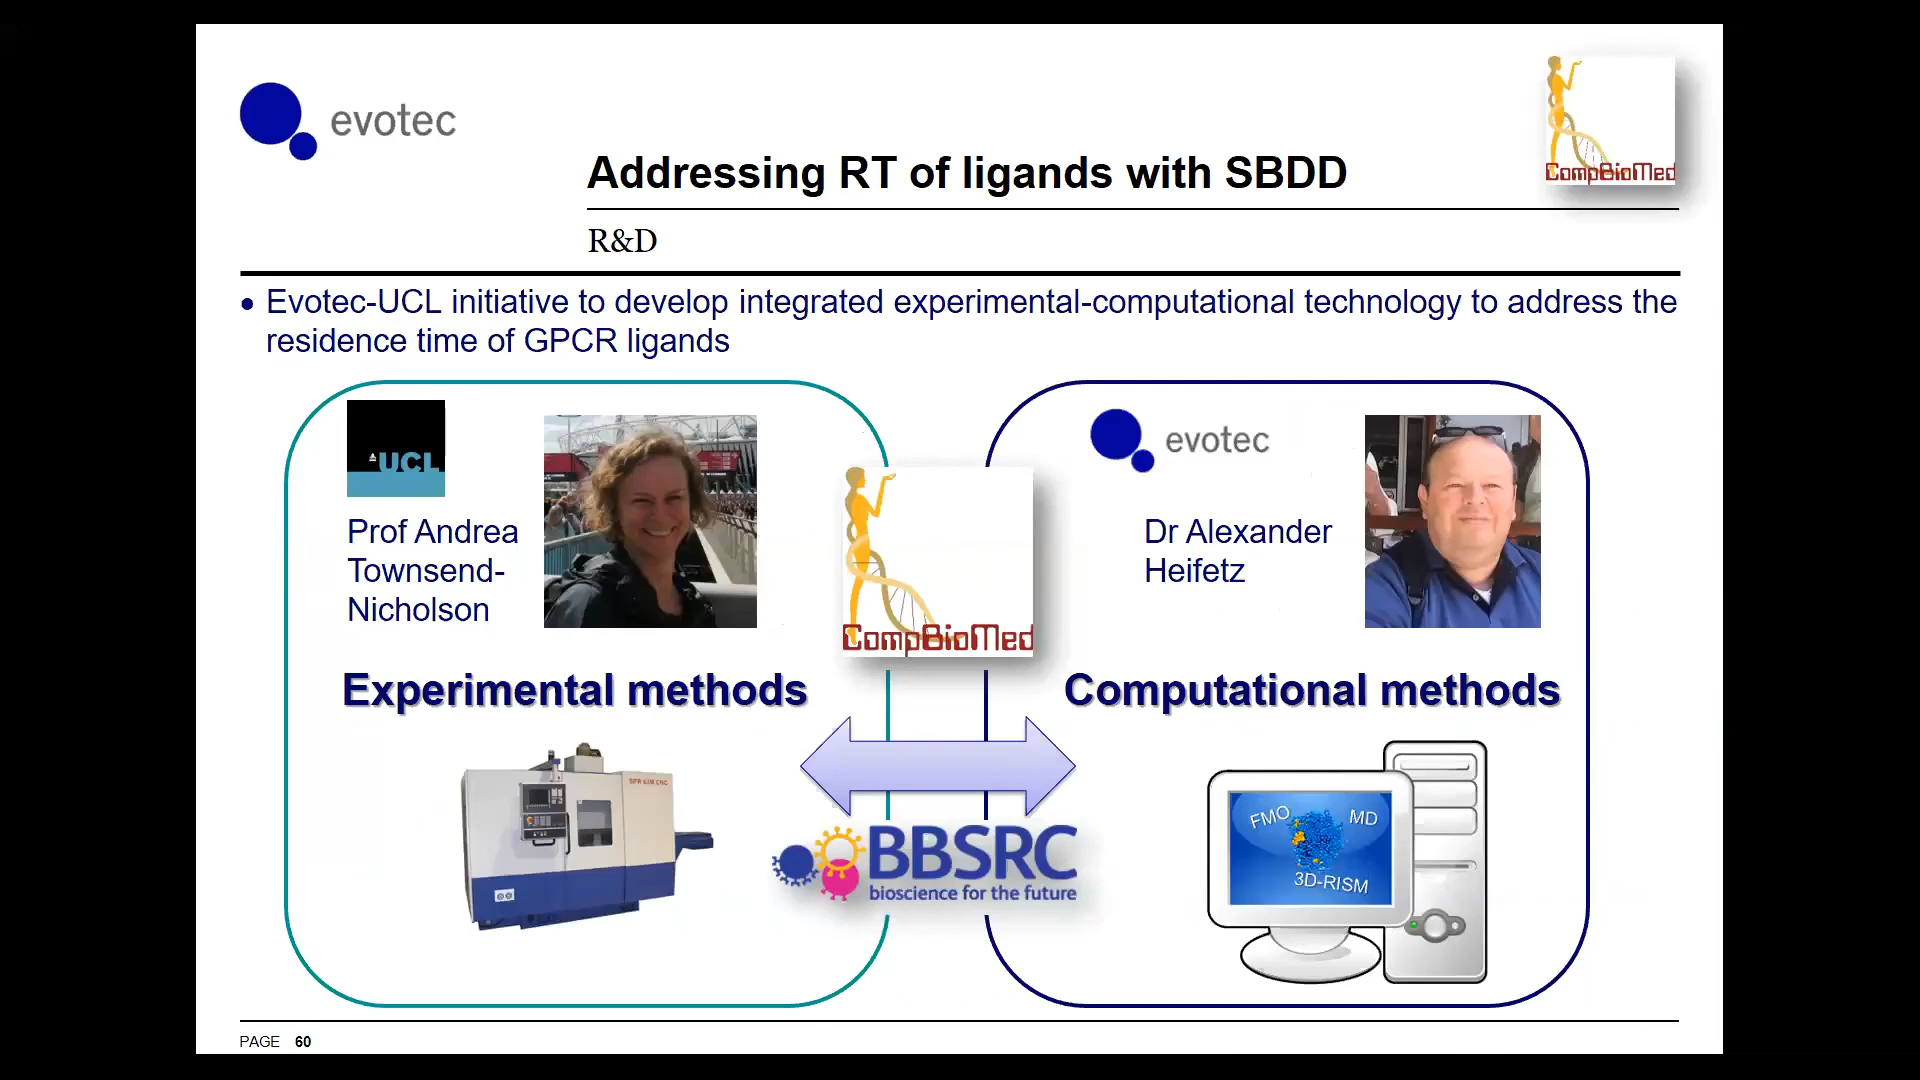 evotec
CompBioMed
Addressing RT of ligands with SBDD
R&D
• Evotec-UCL initiative to develop integrated experimental-computational technology to address the
residence time of GPCR ligands
UCL
Prof Andrea
Townsend-
Nicholson
CompBioMed
evotec
Dr Alexander
Heifetz
Experimental methods
Computational methods
BBSRC
bioscience for the future
FMO
MD
3D-RISM
PAGE 60